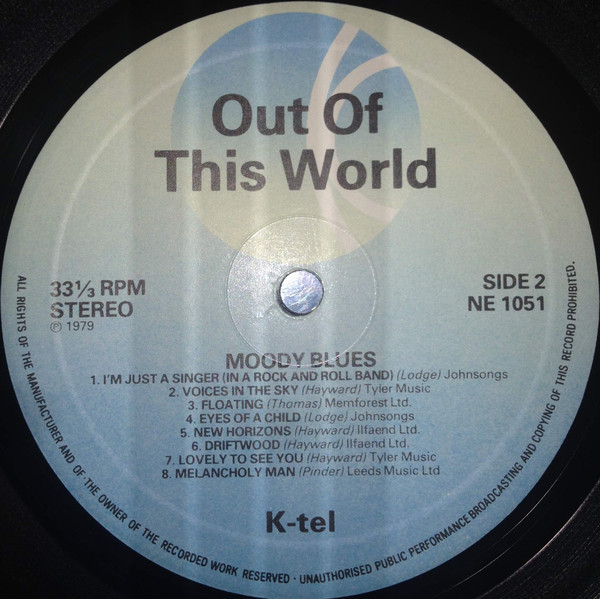 Out Of
This World
33⅓ RPM
STEREO
℗ 1979
SIDE 2
NE 1051
MOODY BLUES
1. I'M JUST A SINGER (IN A ROCK AND ROLL BAND) (Lodge) Johnsongs
2. VOICES IN THE SKY (Hayward) Tyler Music
3. FLOATING (Thomas) Memforest Ltd.
4. EYES OF A CHILD (Lodge) Johnsongs
5. NEW HORIZONS (Hayward) Ilfaend Ltd.
6. DRIFTWOOD (Hayward) Ilfaend Ltd.
7. LOVELY TO SEE YOU (Hayward) Tyler Music
8. MELANCHOLY MAN (Pinder) Leeds Music Ltd
K-tel
ALL RIGHTS OF THE MANUFACTURER AND OF THE OWNER OF THE RECORDED WORK RESERVED · UNAUTHORISED PUBLIC PERFORMANCE BROADCASTING AND COPYING OF THIS RECORD PROHIBITED.